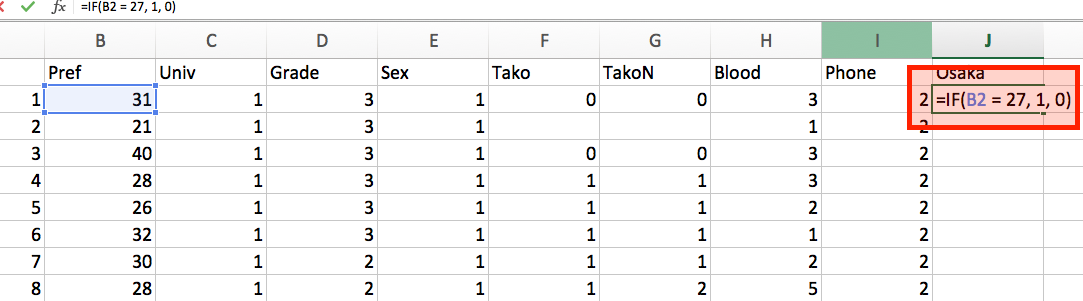 fx =IF(B2 = 27, 1, 0)
B C D E F G H I J
Pref Univ Grade Sex Tako TakoN Blood Phone Osaka
1 31 1 3 1 0 0 3 2 =IF(B2 = 27, 1, 0)
2 21 1 3 1 1 2
3 40 1 3 1 0 0 3 2
4 28 1 3 1 1 1 3 2
5 26 1 3 1 1 1 2 2
6 32 1 3 1 1 1 1 2
7 30 1 2 1 1 1 2 2
8 28 1 2 1 1 2 5 2